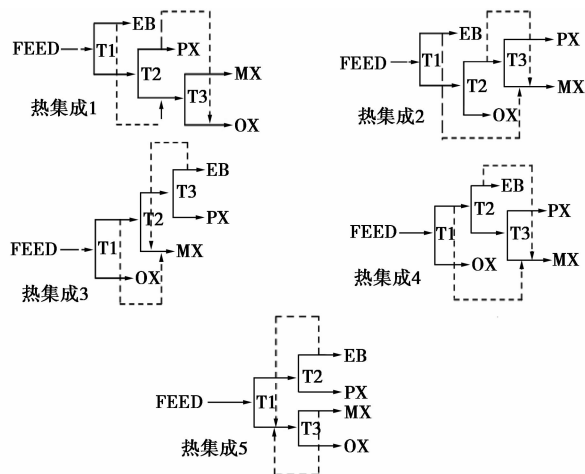 EB
FEED T1 PX
T2 MX
T3
热集成1 OX
EB PX
FEED T1 T3
T2 MX
热集成2 OX
EB
T3
T2 PX
FEED T1 MX
热集成3 OX
EB
T2 PX
FEED T1 T3
热集成4 OX MX
EB
T2
FEED T1 PX
MX
T3
热集成5 OX